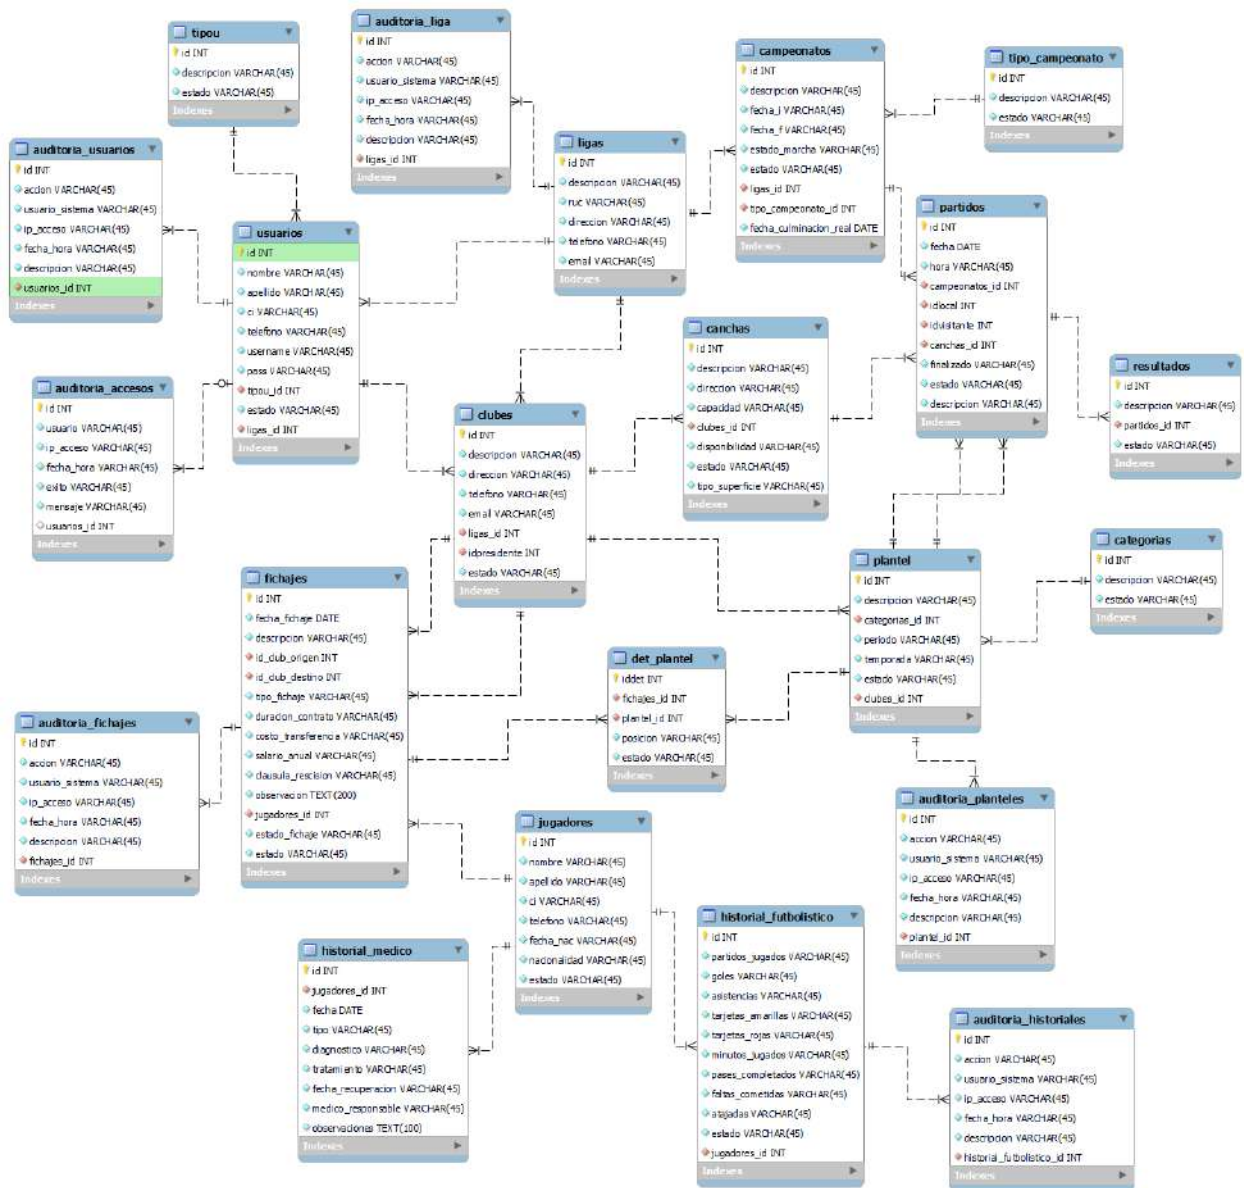 tipou
id INT
descripcion VARCHAR(45)
estado VARCHAR(45)
Indexes
auditoria_liga
id INT
accion VARCHAR(45)
usuario_sistema VARCHAR(45)
ip_acceso VARCHAR(45)
fecha_hora VARCHAR(45)
descripcion VARCHAR(45)
ligas_id INT
Indexes
campeonatos
id INT
descripcion VARCHAR(45)
fecha_i VARCHAR(45)
fecha_f VARCHAR(45)
estado_marcha VARCHAR(45)
estado VARCHAR(45)
ligas_id INT
tipo_campeonato_id INT
fecha_culminacion_real DATE
Indexes
tipo_campeonato
id INT
descripcion VARCHAR(45)
estado VARCHAR(45)
Indexes
auditoria_usuarios
id INT
accion VARCHAR(45)
usuario_sistema VARCHAR(45)
ip_acceso VARCHAR(45)
fecha_hora VARCHAR(45)
descripcion VARCHAR(45)
usuarios_id INT
Indexes
usuarios
id INT
nombre VARCHAR(45)
apellido VARCHAR(45)
ci VARCHAR(45)
telefono VARCHAR(45)
username VARCHAR(45)
pass VARCHAR(45)
tipou_id INT
estado VARCHAR(45)
ligas_id INT
Indexes
ligas
id INT
descripcion VARCHAR(45)
ruc VARCHAR(45)
direccion VARCHAR(45)
telefono VARCHAR(45)
email VARCHAR(45)
Indexes
partidos
id INT
fecha DATE
hora VARCHAR(45)
campeonatos_id INT
idlocal INT
idvisitante INT
canchas_id INT
finalizado VARCHAR(45)
estado VARCHAR(45)
descripcion VARCHAR(45)
Indexes
canchas
id INT
descripcion VARCHAR(45)
direccion VARCHAR(45)
capacidad VARCHAR(45)
clubes_id INT
disponibilidad VARCHAR(45)
estado VARCHAR(45)
tipo_superficie VARCHAR(45)
Indexes
resultados
id INT
descripcion VARCHAR(45)
partidos_id INT
estado VARCHAR(45)
Indexes
auditoria_accesos
id INT
usuario VARCHAR(45)
ip_acceso VARCHAR(45)
fecha_hora VARCHAR(45)
exito VARCHAR(45)
mensaje VARCHAR(45)
usuarios_id INT
Indexes
clubes
id INT
descripcion VARCHAR(45)
direccion VARCHAR(45)
telefono VARCHAR(45)
email VARCHAR(45)
ligas_id INT
idpresidente INT
estado VARCHAR(45)
Indexes
categorias
id INT
descripcion VARCHAR(45)
estado VARCHAR(45)
Indexes
plantel
id INT
descripcion VARCHAR(45)
categorias_id INT
periodo VARCHAR(45)
temporada VARCHAR(45)
estado VARCHAR(45)
clubes_id INT
Indexes
fichajes
id INT
fecha_fichaje DATE
descripcion VARCHAR(45)
id_club_origen INT
id_club_destino INT
tipo_fichaje VARCHAR(45)
duracion_contrato VARCHAR(45)
costo_transferencia VARCHAR(45)
salario_anual VARCHAR(45)
clausula_rescision VARCHAR(45)
observacion TEXT(200)
jugadores_id INT
estado_fichaje VARCHAR(45)
estado VARCHAR(45)
Indexes
det_plantel
iddet INT
fichajes_id INT
plantel_id INT
posicion VARCHAR(45)
estado VARCHAR(45)
Indexes
auditoria_fichajes
id INT
accion VARCHAR(45)
usuario_sistema VARCHAR(45)
ip_acceso VARCHAR(45)
fecha_hora VARCHAR(45)
descripcion VARCHAR(45)
fichajes_id INT
Indexes
auditoria_planteles
id INT
accion VARCHAR(45)
usuario_sistema VARCHAR(45)
ip_acceso VARCHAR(45)
fecha_hora VARCHAR(45)
descripcion VARCHAR(45)
plantel_id INT
Indexes
jugadores
id INT
nombre VARCHAR(45)
apellido VARCHAR(45)
ci VARCHAR(45)
telefono VARCHAR(45)
fecha_nac VARCHAR(45)
nacionalidad VARCHAR(45)
estado VARCHAR(45)
Indexes
historial_medico
id INT
jugadores_id INT
fecha DATE
tipo VARCHAR(45)
diagnostico VARCHAR(45)
tratamiento VARCHAR(45)
fecha_recuperacion VARCHAR(45)
medico_responsable VARCHAR(45)
observaciones TEXT(100)
Indexes
historial_futbolistico
id INT
partidos_jugados VARCHAR(45)
goles VARCHAR(45)
asistencias VARCHAR(45)
tarjetas_amarillas VARCHAR(45)
tarjetas_rojas VARCHAR(45)
minutos_jugados VARCHAR(45)
pases_completados VARCHAR(45)
faltas_cometidas VARCHAR(45)
atajadas VARCHAR(45)
estado VARCHAR(45)
jugadores_id INT
Indexes
auditoria_historiales
id INT
accion VARCHAR(45)
usuario_sistema VARCHAR(45)
ip_acceso VARCHAR(45)
fecha_hora VARCHAR(45)
descripcion VARCHAR(45)
historial_futbolistico_id INT
Indexes